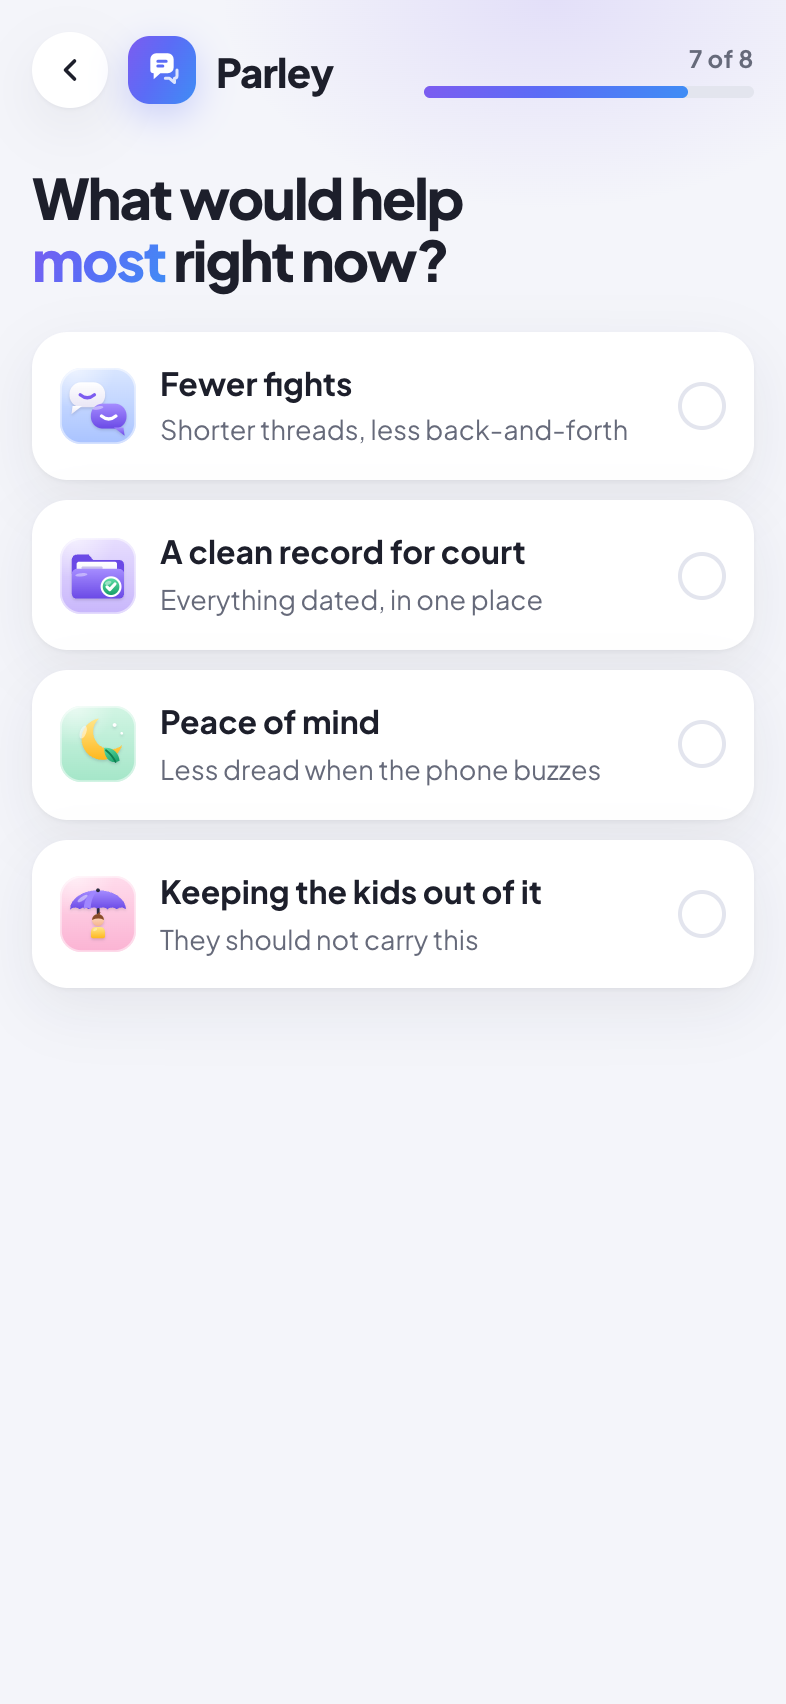 Parley
7 of 8
What would help
most right now?
Fewer fights
Shorter threads, less back-and-forth
A clean record for court
Everything dated, in one place
Peace of mind
Less dread when the phone buzzes
Keeping the kids out of it
They should not carry this